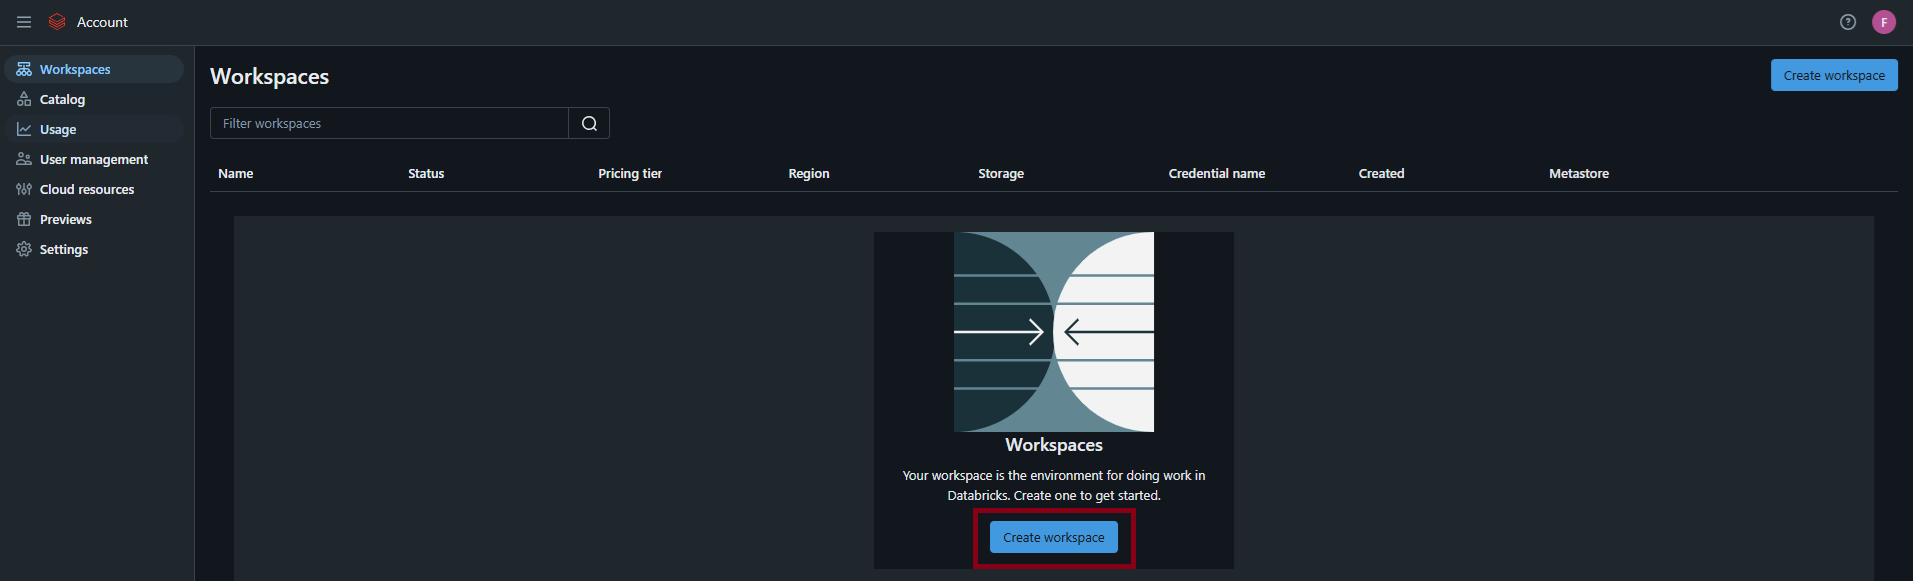 Account
F
Workspaces
Catalog
Usage
User management
Cloud resources
Previews
Settings
Workspaces
Create workspace
Filter workspaces
Name Status Pricing tier Region Storage Credential name Created Metastore
Workspaces
Your workspace is the environment for doing work in
Databricks. Create one to get started.
Create workspace